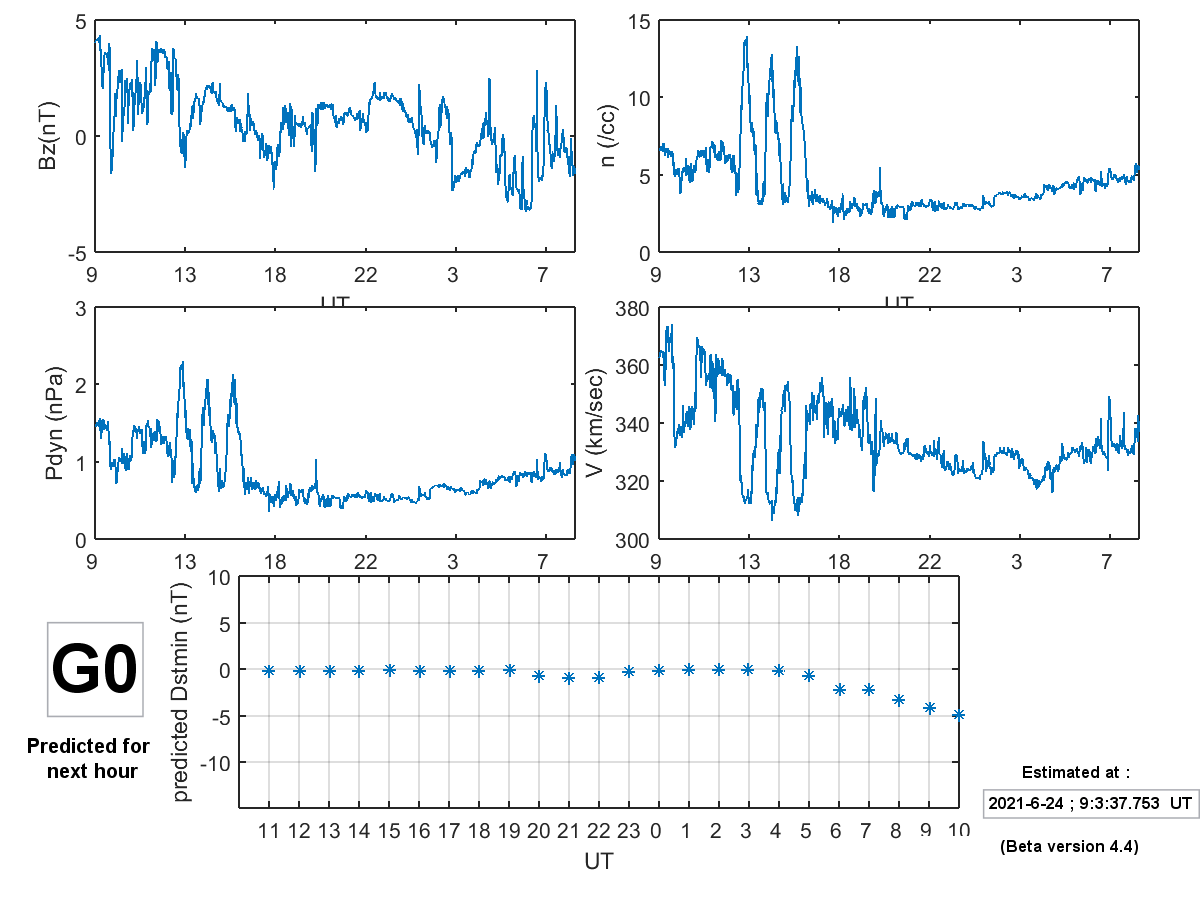 5
0
-5
Bz(nT)
9 13 18 22 3 7
UT
15
10
5
0
n (/cc)
9 13 18 22 3 7
UT
3
2
1
0
Pdyn (nPa)
9 13 18 22 3 7
380
360
340
320
300
V (km/sec)
9 13 18 22 3 7
10
5
0
-5
-10
predicted Dstmin (nT)
11 12 13 14 15 16 17 18 19 20 21 22 23 0 1 2 3 4 5 6 7 8 9 10
UT
G0
Predicted for
next hour
Estimated at :
2021-6-24 ; 9:3:37.753 UT
(Beta version 4.4)